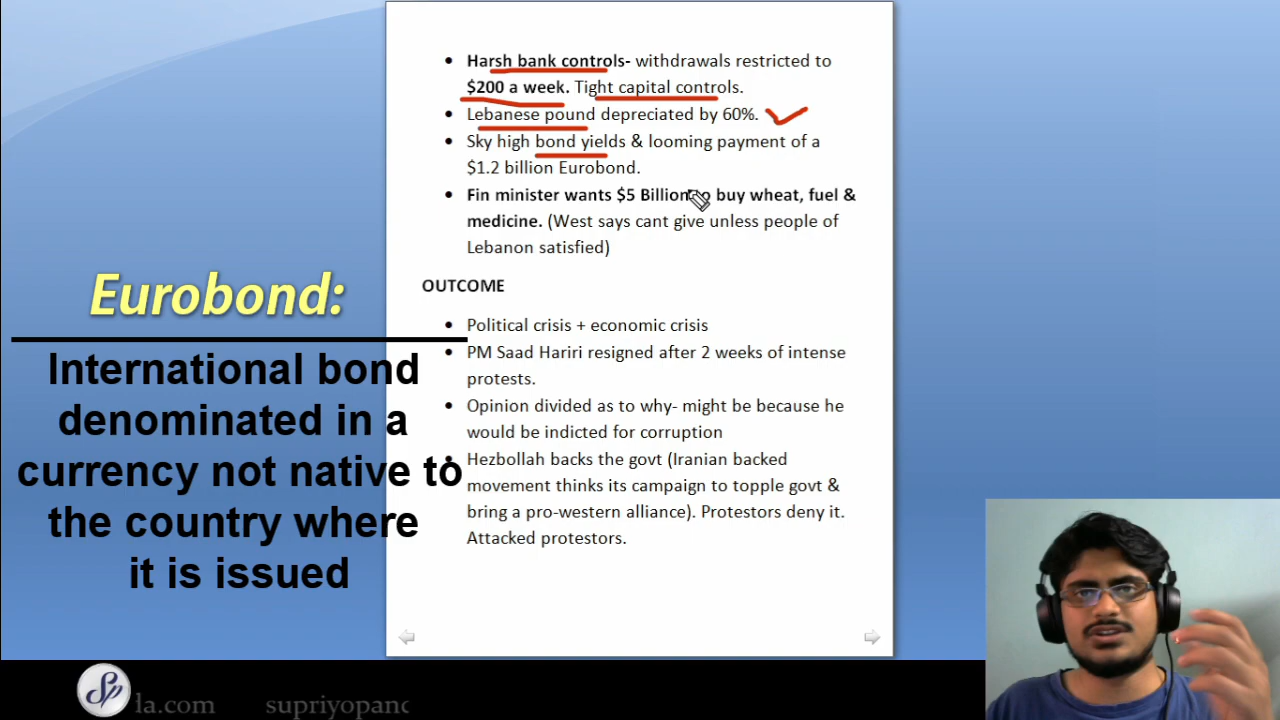 Harsh bank controls- withdrawals restricted to
$200 a week. Tight capital controls.
Lebanese pound depreciated by 60%.
Sky high bond yields & looming payment of a
$1.2 billion Eurobond.
Fin minister wants $5 Billion to buy wheat, fuel &
medicine. (West says cant give unless people of
Lebanon satisfied)
OUTCOME
Political crisis + economic crisis
PM Saad Hariri resigned after 2 weeks of intense
protests.
Opinion divided as to why- might be because he
would be indicted for corruption
Hezbollah backs the govt (Iranian backed
movement thinks its campaign to topple govt &
bring a pro-western alliance). Protestors deny it.
Attacked protestors.
Eurobond:
International bond
denominated in a
currency not native to
the country where
it is issued
la.com supriyopanc